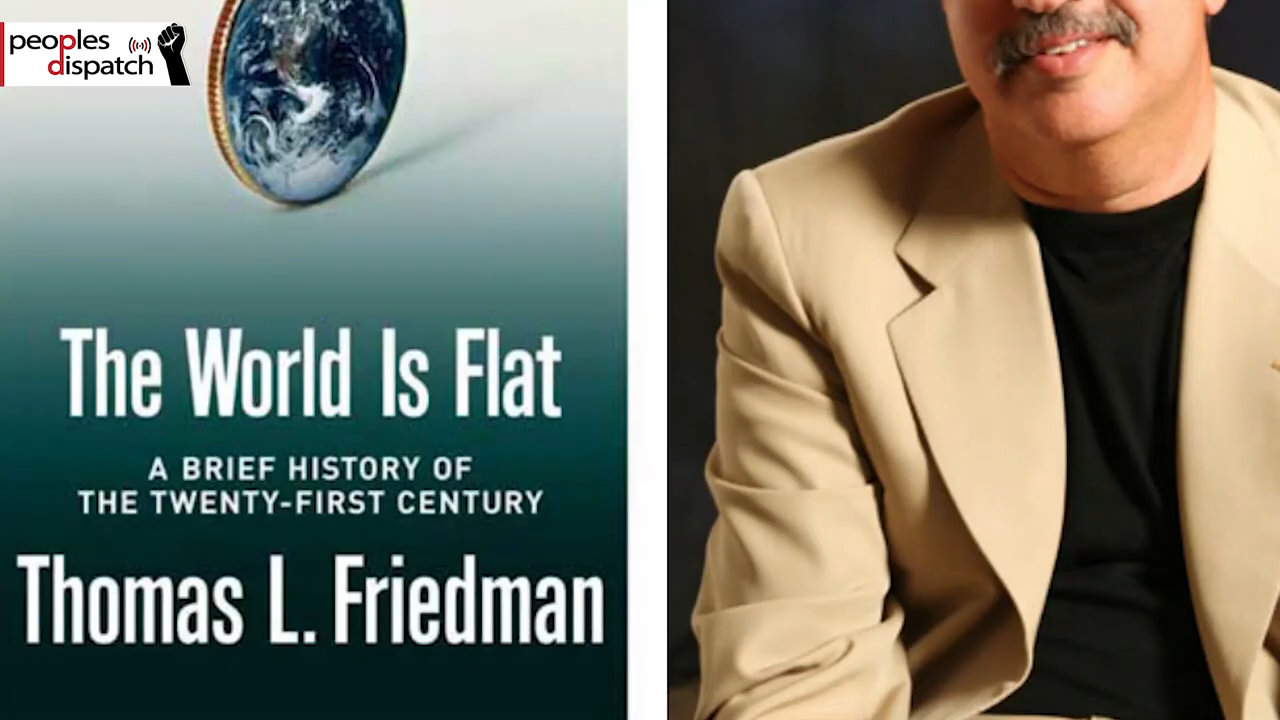 peoples
dispatch
The World Is Flat
A BRIEF HISTORY OF
THE TWENTY-FIRST CENTURY
Thomas L. Friedman